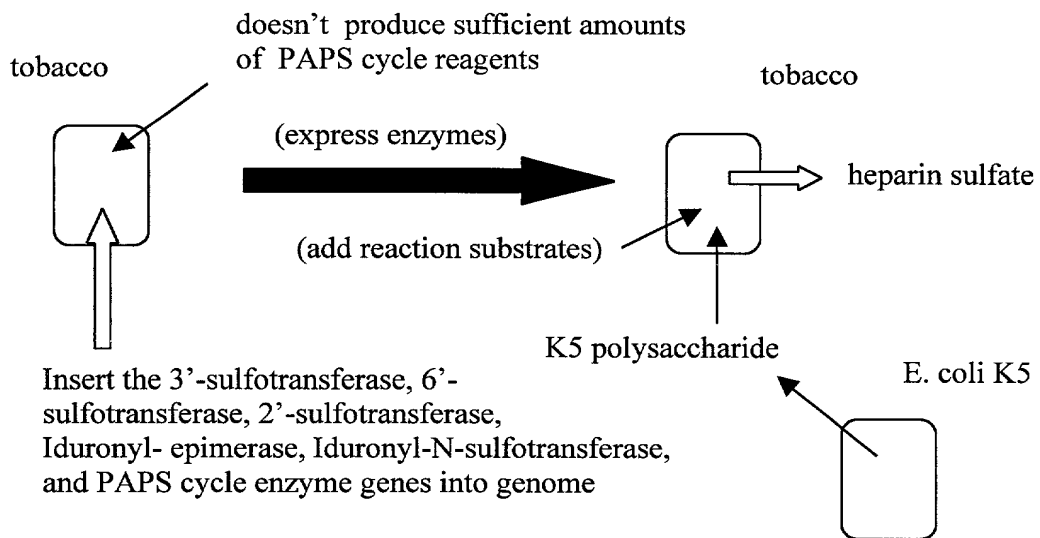 doesn't produce sufficient amounts
of PAPS cycle reagents
tobacco
tobacco
(express enzymes)
heparin sulfate
(add reaction substrates)
K5 polysaccharide
E. coli K5
Insert the 3'-sulfotransferase, 6'-
sulfotransferase, 2'-sulfotransferase,
Iduronyl- epimerase, Iduronyl-N-sulfotransferase,
and PAPS cycle enzyme genes into genome